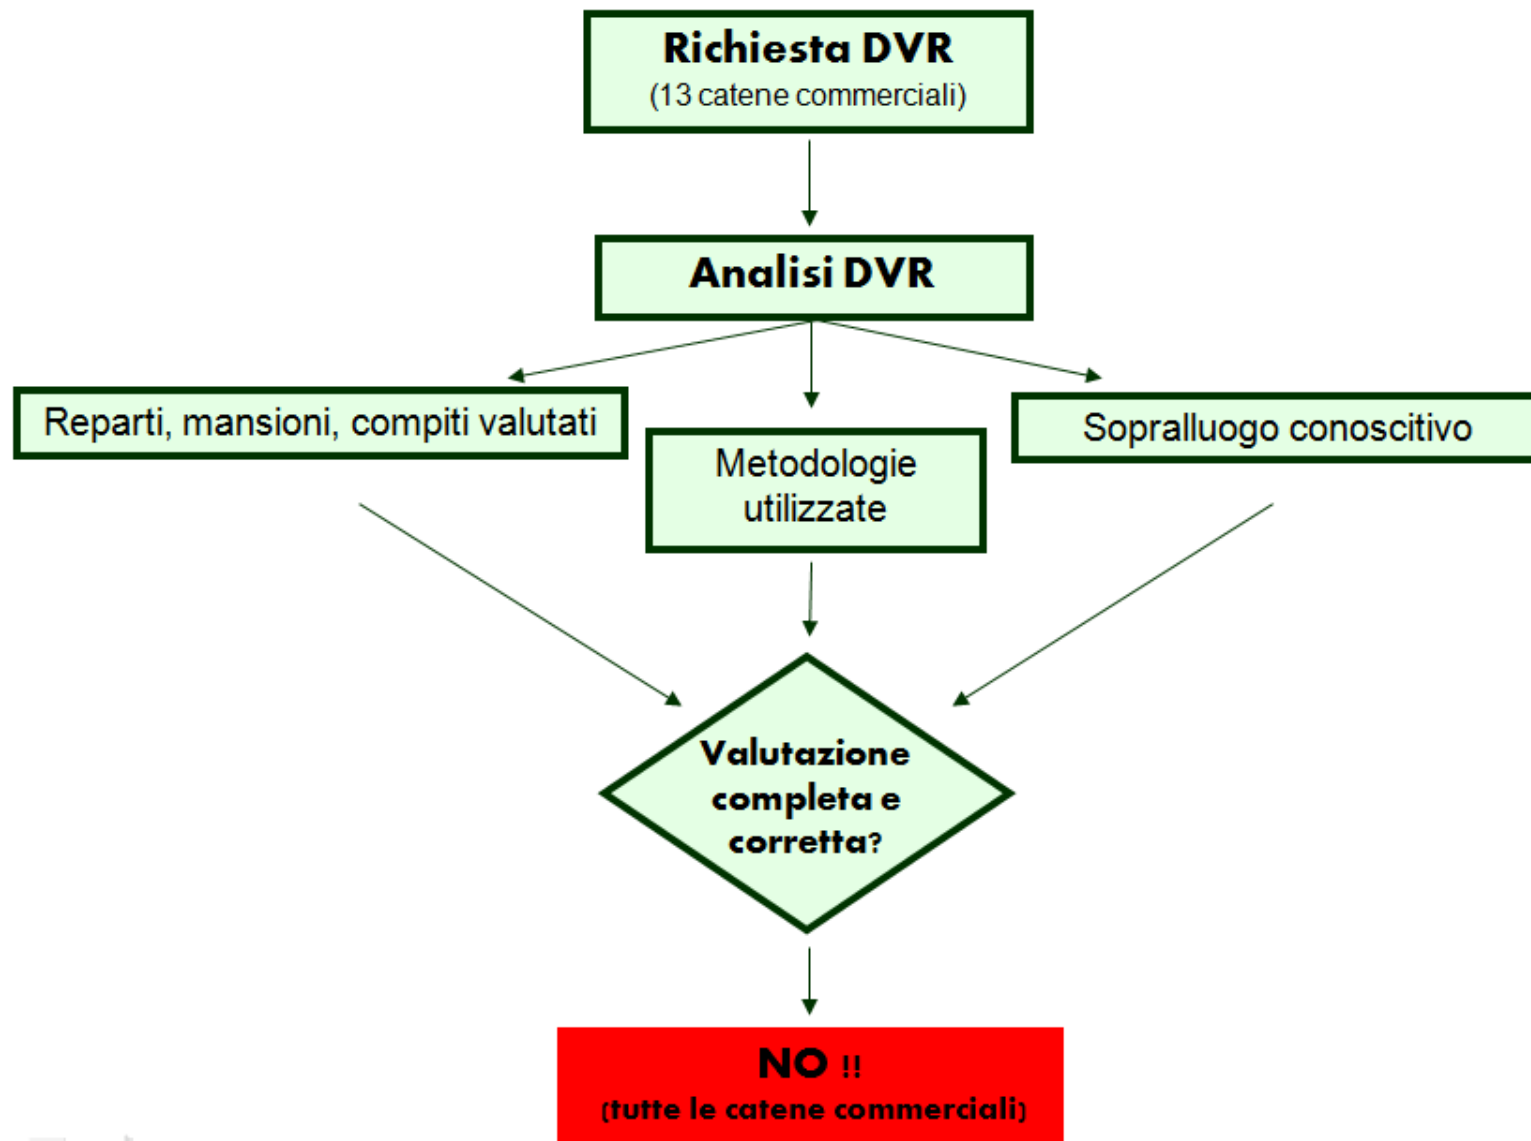 Richiesta DVR
(13 catene commerciali)
Analisi DVR
Reparti, mansioni, compiti valutati
Metodologie
utilizzate
Sopralluogo conoscitivo
Valutazione
completa e
corretta?
NO !!
(tutte le catene commerciali)